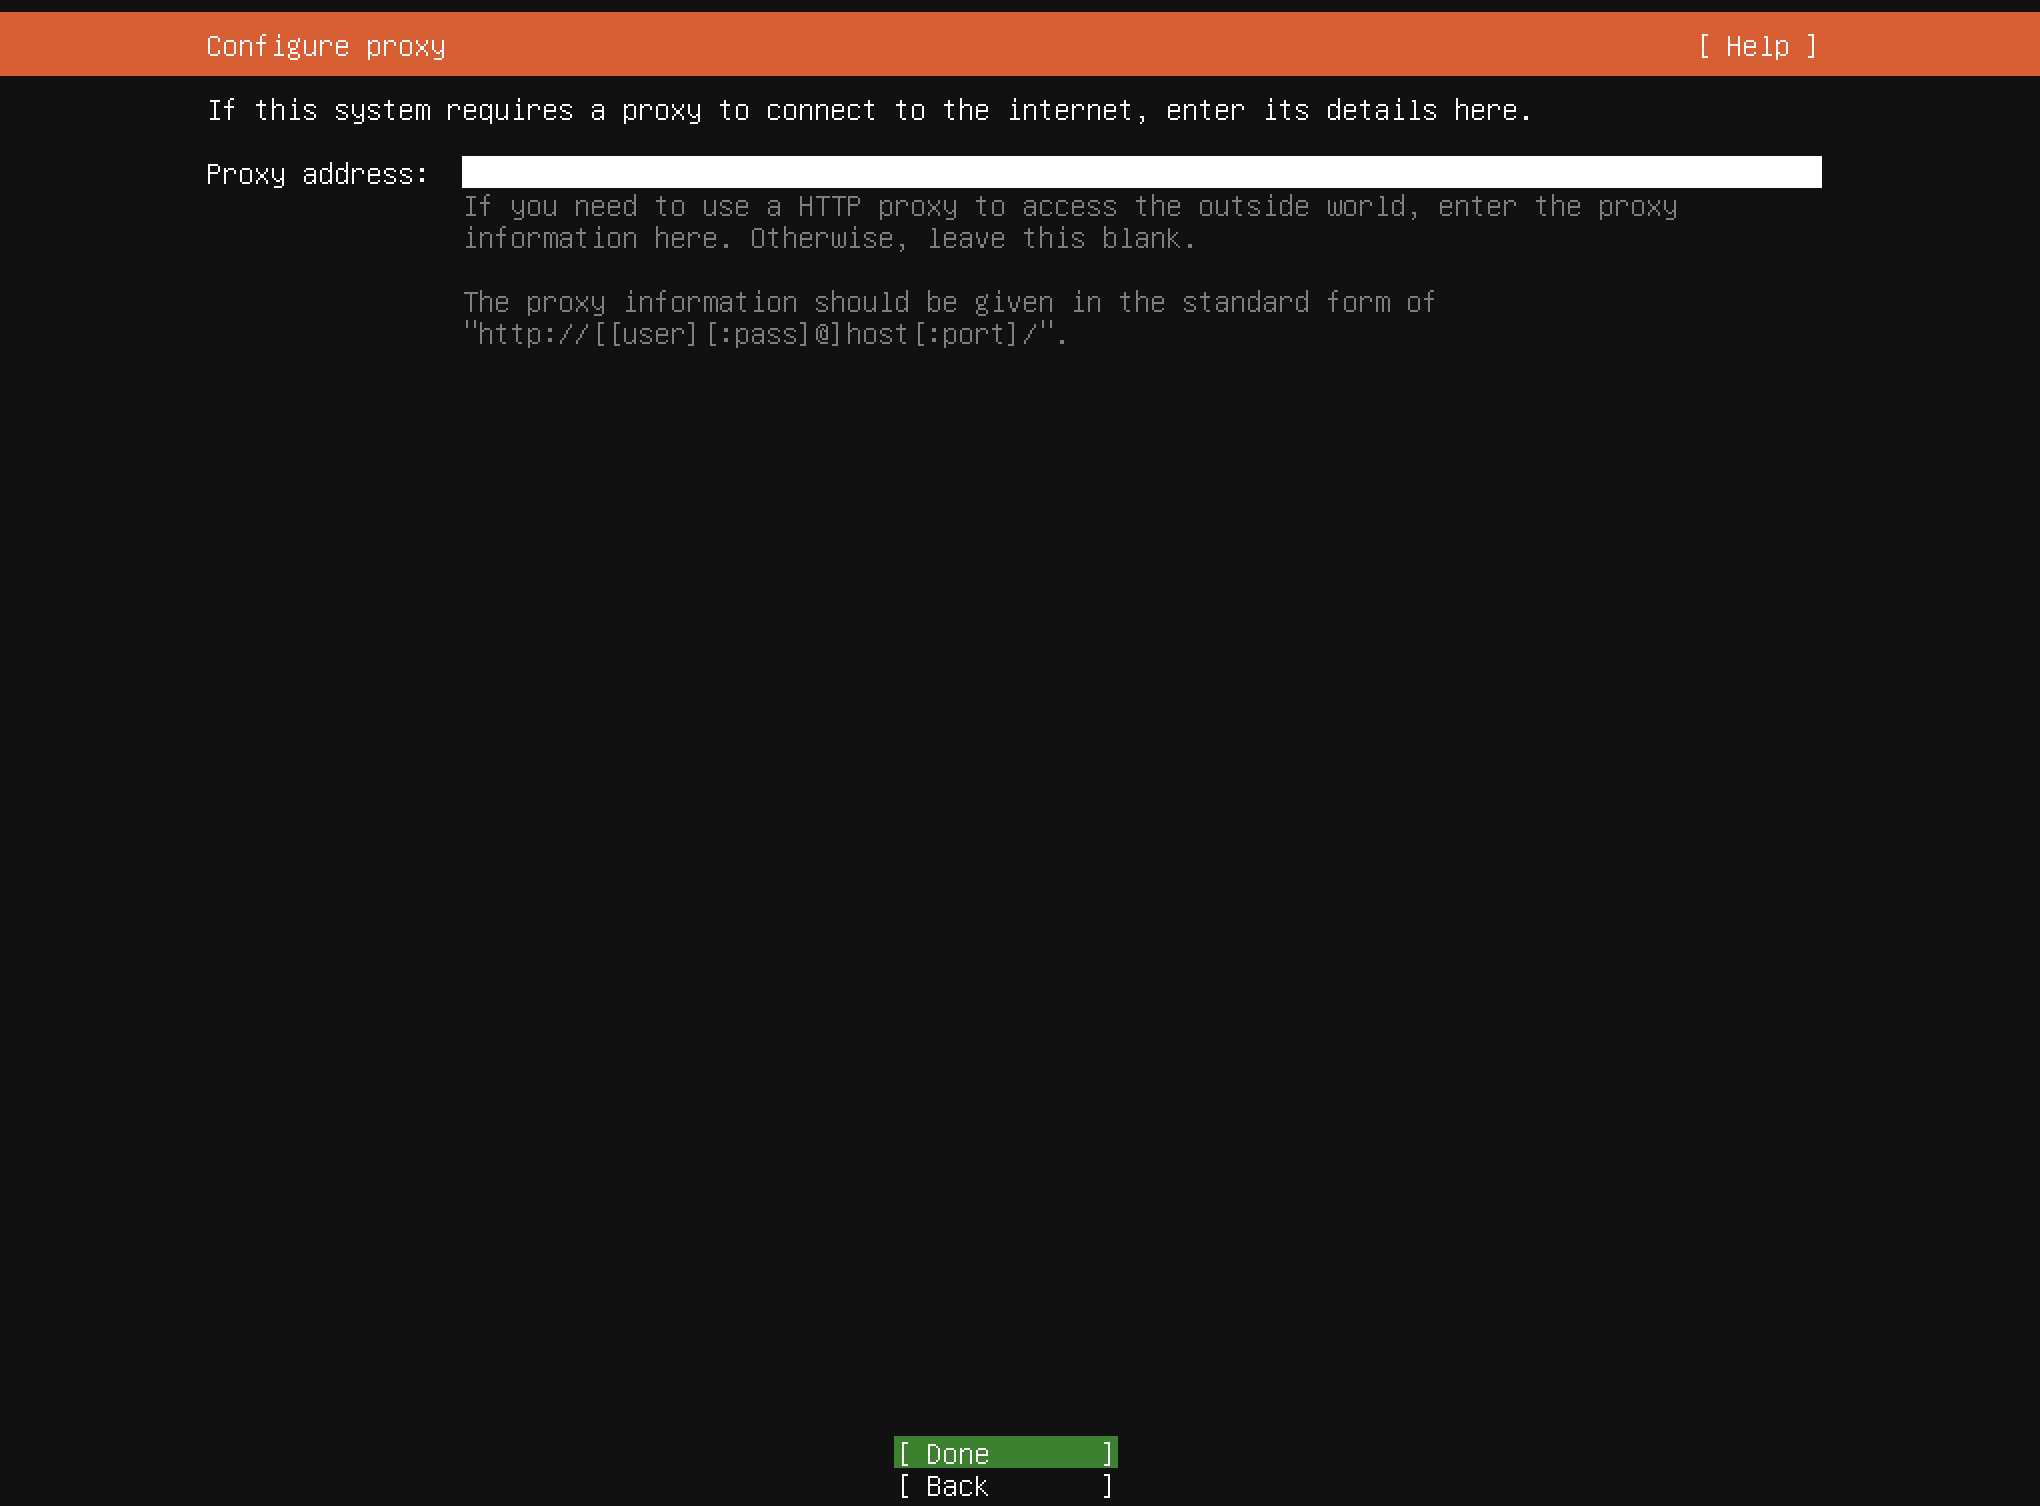 Configure proxy [ Help ]
If this system requires a proxy to connect to the internet, enter its details here.
Proxy address:
If you need to use a HTTP proxy to access the outside world, enter the proxy
information here. Otherwise, leave this blank.
The proxy information should be given in the standard form of
"http://[[user][:pass]@]host[:port]/".
[ Done ]
[ Back ]